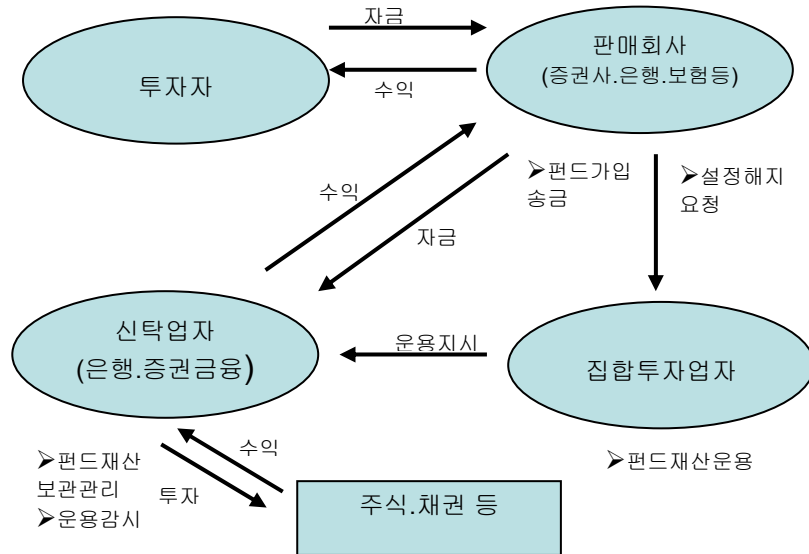 자금
투자자
수익
판매회사
(증권사.은행.보험등)
수익
자금
➢펀드가입
송금
➢설정해지
요청
신탁업자
(은행.증권금융)
운용지시
집합투자업자
➢펀드재산
보관관리
➢운용감시
수익
투자
➢펀드재산운용
주식.채권 등